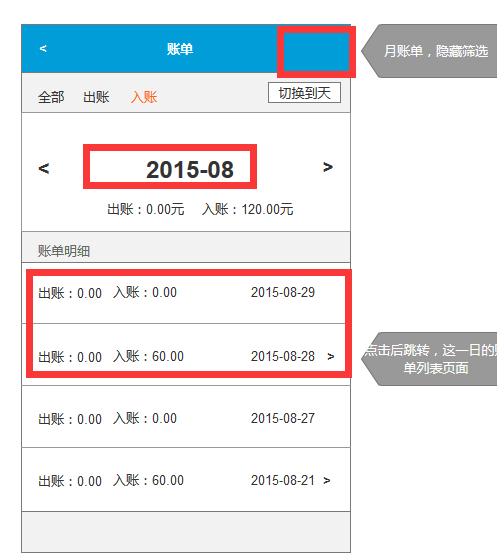 < 账单
月账单，隐藏筛选
全部 出账 入账 切换到天
< 2015-08 >
出账：0.00元 入账：120.00元
账单明细
出账：0.00 入账：0.00 2015-08-29
出账：0.00 入账：60.00 2015-08-28 >
点击后跳转，这一日的账
单列表页面
出账：0.00 入账：0.00 2015-08-27
出账：0.00 入账：60.00 2015-08-21 >